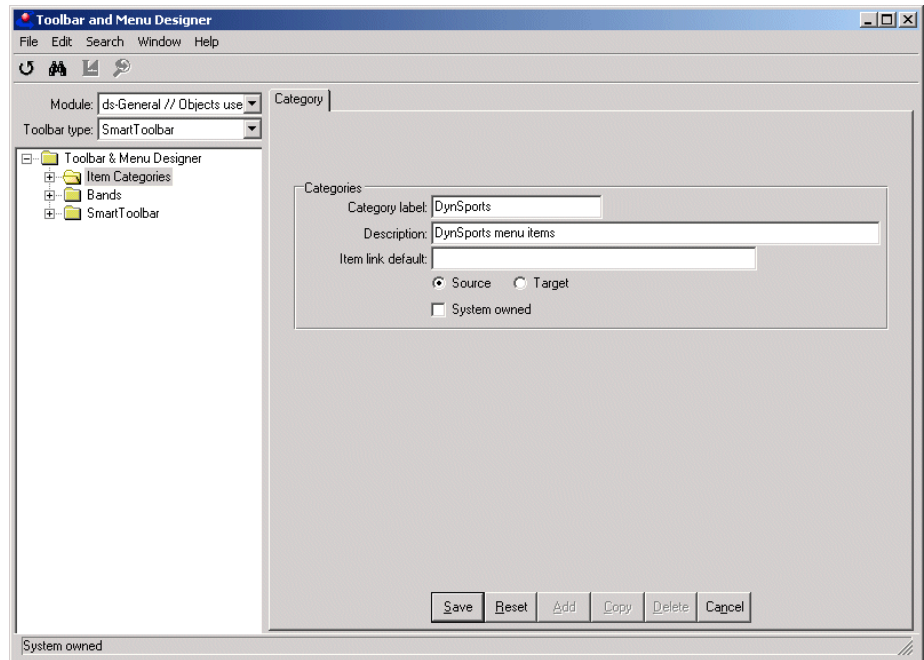 Toolbar and Menu Designer
File Edit Search Window Help
Module: ds-General // Objects use
Toolbar type: SmartToolbar
Toolbar & Menu Designer
Item Categories
Bands
SmartToolbar
Category
Categories
Category label: DynSports
Description: DynSports menu items
Item link default:
Source Target
System owned
Save Reset Add Copy Delete Cancel
System owned